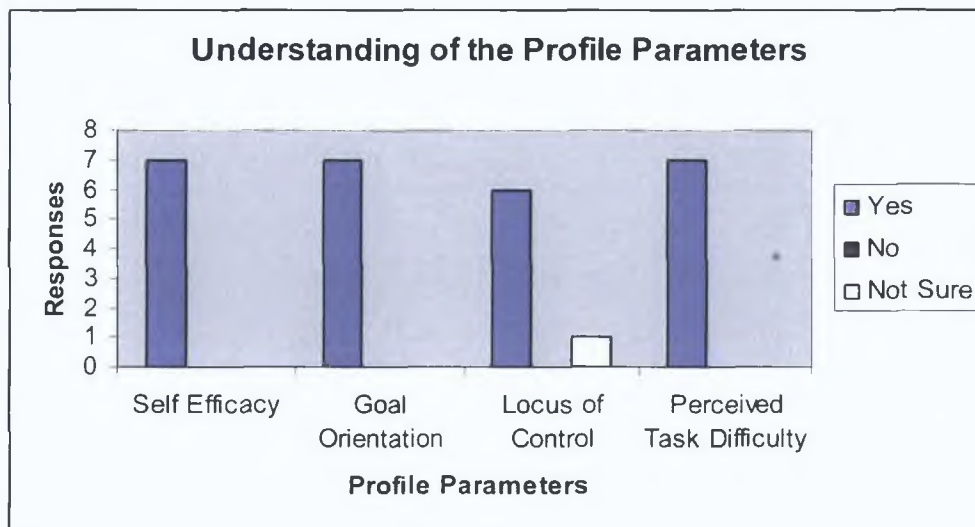 Understanding of the Profile Parameters
8
7
6
5
4
3
2
1
0
Responses
Self Efficacy
Goal
Orientation
Locus of
Control
Perceived
Task Difficulty
Profile Parameters
Yes
No
Not Sure